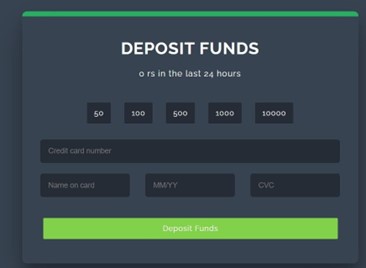 DEPOSIT FUNDS
0 rs in the last 24 hours
50 100 500 1000 10000
Credit card number
Name on card MM/YY CVC
Deposit Funds